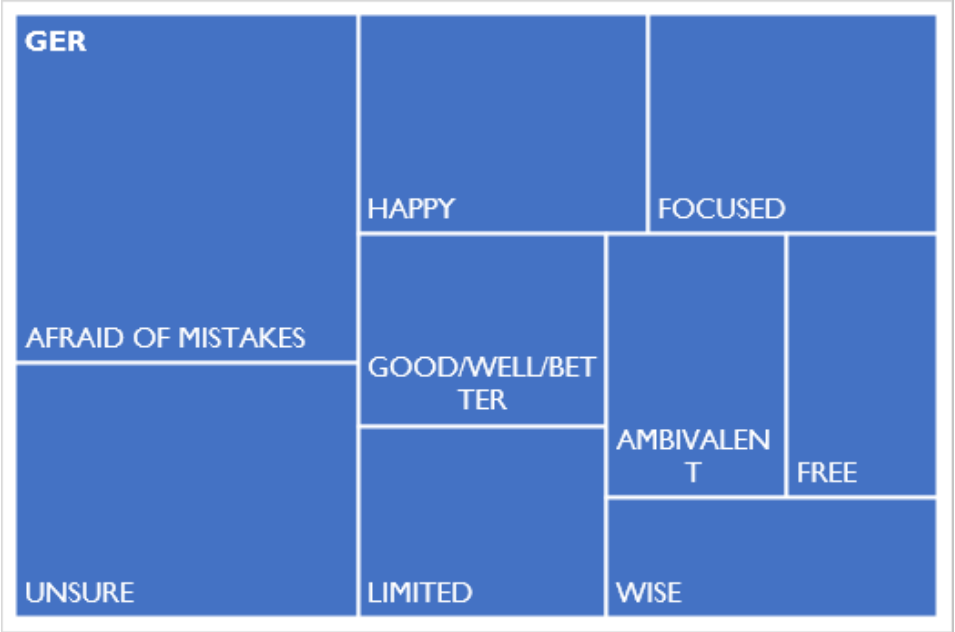 GER
AFRAID OF MISTAKES
UNSURE
HAPPY
FOCUSED
GOOD/WELL/BET
TER
LIMITED
AMBIVALEN
T
FREE
WISE